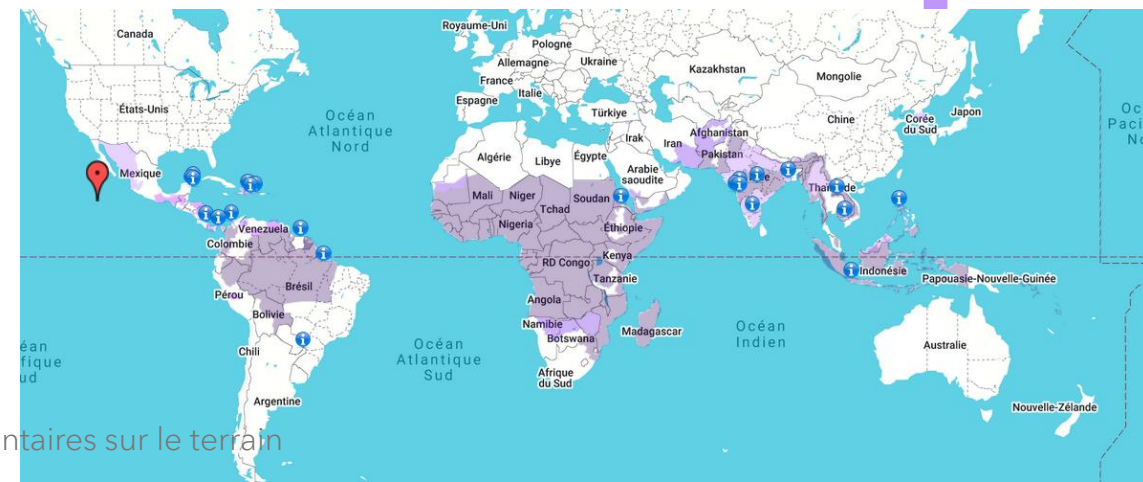 Royaume-Uni
Canada
Pologne
Allemagne
Ukraine
Kazakhstan
Mongolie
France
Italie
Espagne
Türkiye
États-Unis
Océan
Atlantique
Nord
Chine
Corée
du Sud
Japon
Irak
Iran
Afghanistan
Pakistan
Algérie
Libye
Égypte
Arabie
saoudite
Mexique
Mali
Niger
Tchad
Soudan
Nigeria
Éthiopie
Venezuela
Colombie
RD Congo
Kenya
Tanzanie
Indonésie
Papouasie-Nouvelle-Guinée
Brésil
Pérou
Angola
Bolivie
Namibie
Botswana
Madagascar
Océan
Indien
Océan
Atlantique
Sud
Chili
Afrique
du Sud
Australie
Argentine
Nouvelle-Zélande
ntaires sur le terrain